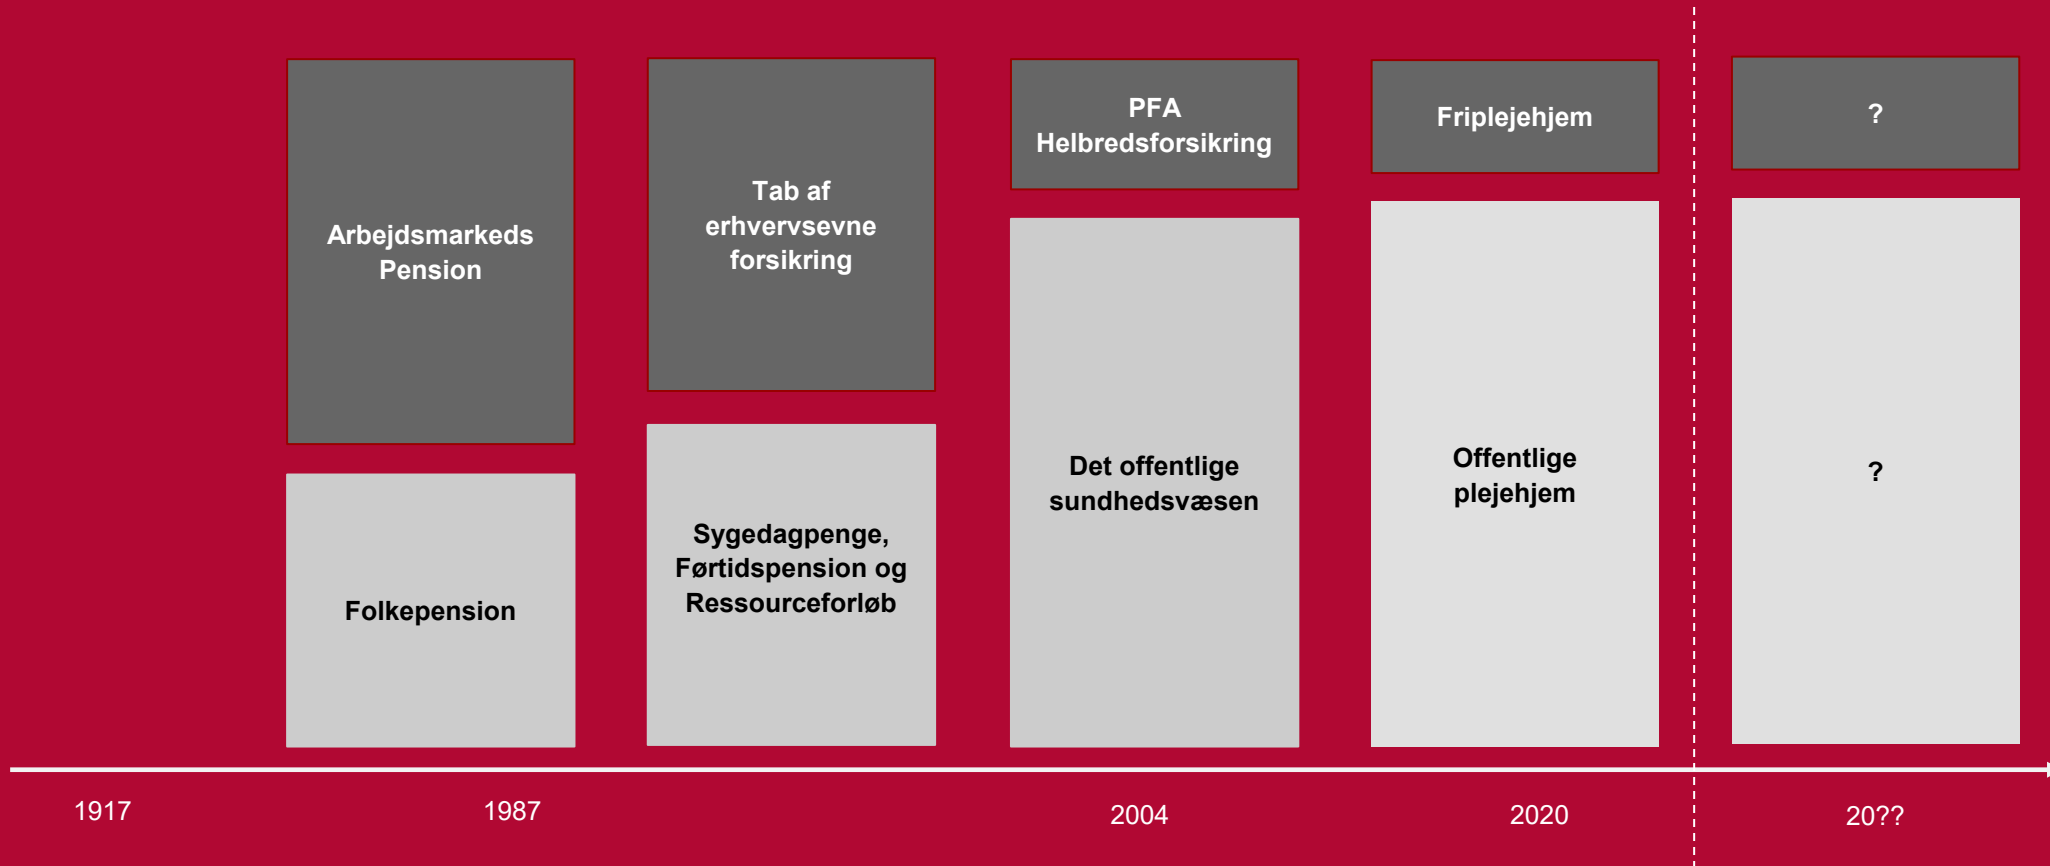 Arbejdsmarkeds
Pension
Folkepension
Tab af
erhvervsevne
forsikring
Sygedagpenge,
Førtidspension og
Ressourceforløb
PFA
Helbredsforsikring
Det offentlige
sundhedsvæsen
Friplejehjem
Offentlige
plejehjem
?
?
1917
1987
2004
2020
20??